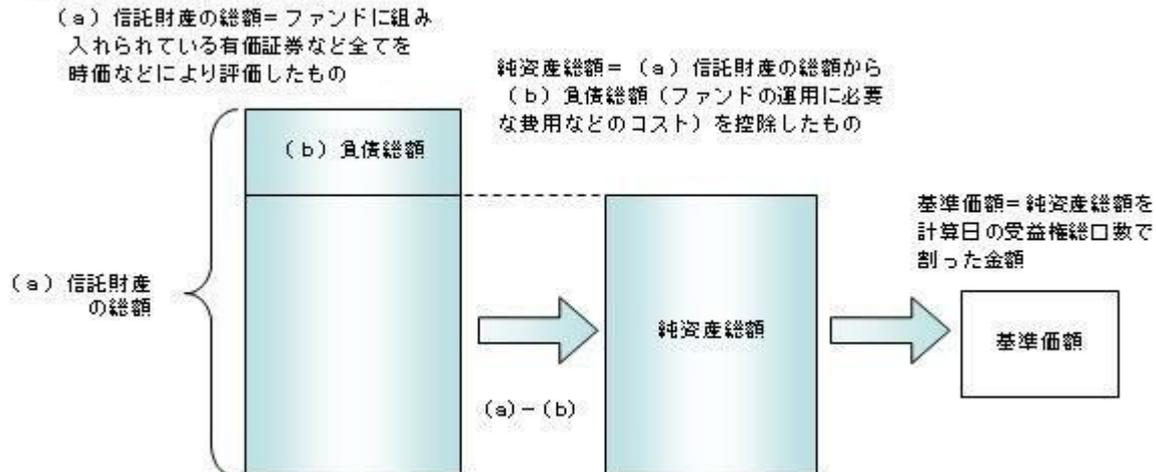 （a）信託財産の総額＝ファンドに組み
入れられている有価証券など全てを
時価などにより評価したもの
純資産総額＝（a）信託財産の総額から
（b）負債総額（ファンドの運用に必要
な費用などのコスト）を控除したもの
（b）負債総額
基準価額＝純資産総額を
計算日の受益権総口数で
割った金額
（a）信託財産
の総額
純資産総額
基準価額
（a）－（b）